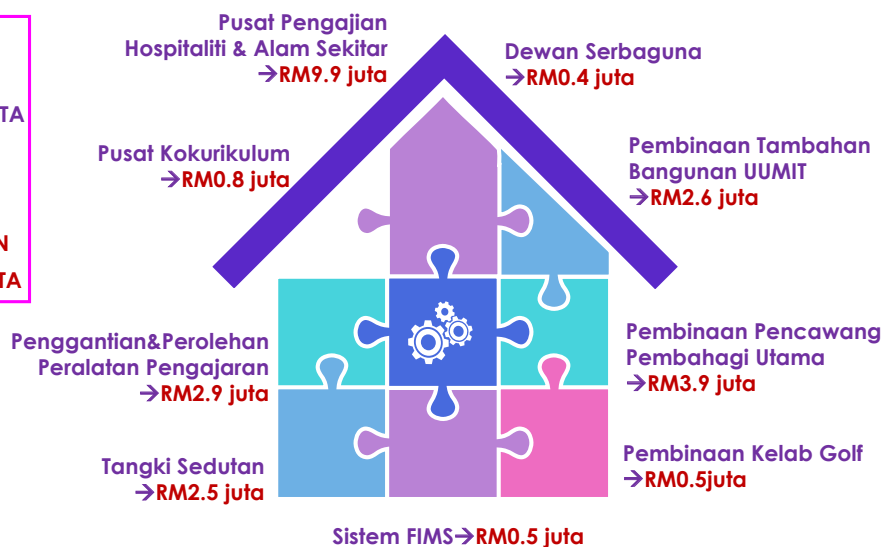 Pusat Pengajian
Hospitaliti & Alam Sekitar
→RM9.9 juta
Dewan Serbaguna
→RM0.4 juta
TA
Pusat Kokurikulum
→RM0.8 juta
Pembinaan Tambahan
Bangunan UUMIT
→RM2.6 juta
N
TA
Penggantian&Perolehan
Peralatan Pengajaran
→RM2.9 juta
Pembinaan Pencawang
Pembahagi Utama
→RM3.9 juta
Tangki Sedutan
→RM2.5 juta
Pembinaan Kelab Golf
→RM0.5juta
Sistem FIMS→RM0.5 juta